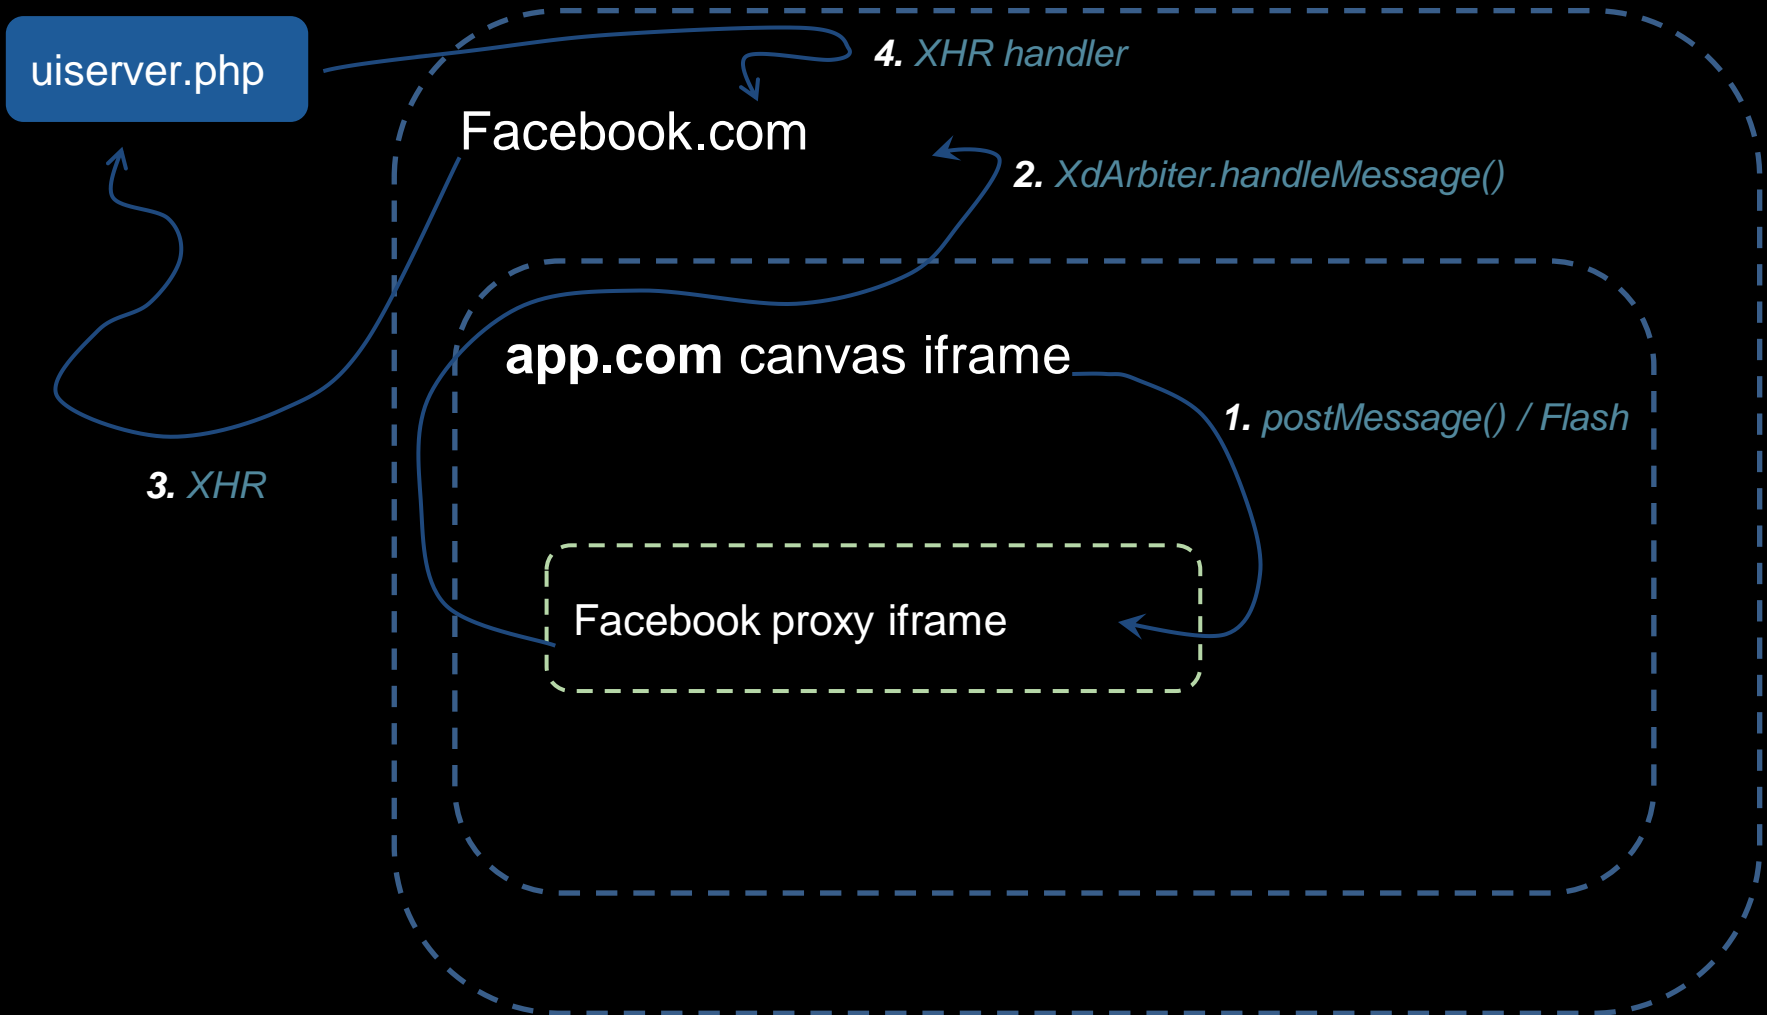 uiserver.php
4. XHR handler
Facebook.com
2. XdArbiter.handleMessage()
app.com canvas iframe
1. postMessage() / Flash
3. XHR
Facebook proxy iframe